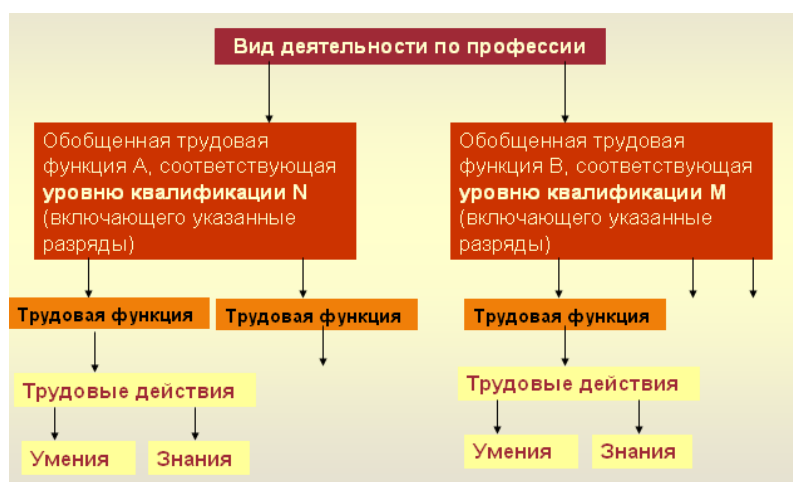 Вид деятельности по профессии
Обобщенная трудовая
функция А, соответствующая
уровню квалификации N
(включающего указанные
разряды)
Обобщенная трудовая
функция В, соответствующая
уровню квалификации М
(включающего указанные
разряды)
Трудовая функция
Трудовая функция
Трудовая функция
Трудовые действия
Трудовые действия
Умения
Знания
Умения
Знания